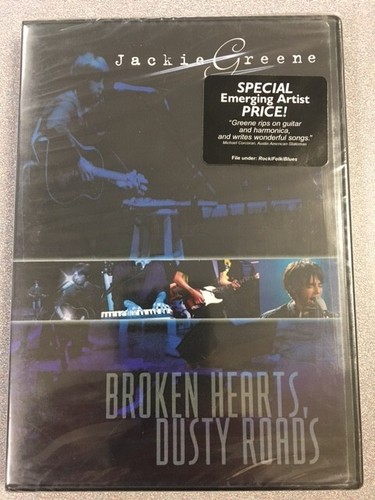 Jackie Greene
SPECIAL
Emerging Artist
PRICE!
"Greene rips on guitar
and harmonica,
and writes wonderful songs."
Michael Corcoran, Austin American-Statesman
File under: Rock/Folk/Blues
BROKEN HEARTS,
DUSTY ROADS